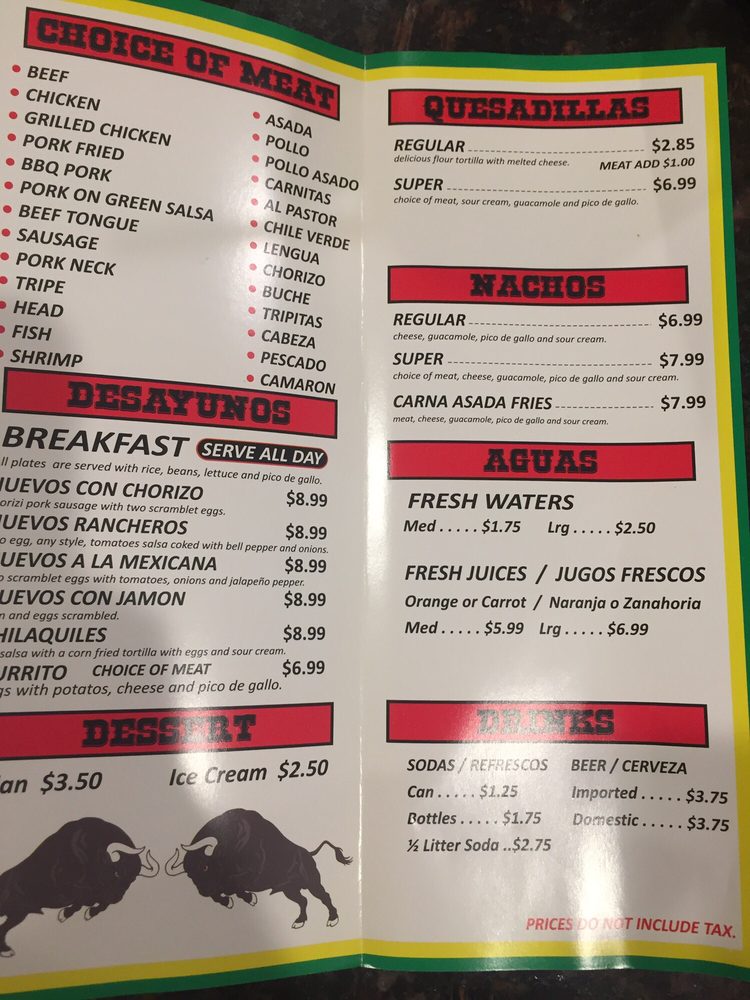 CHOICE OF MEAT
• BEEF
• CHICKEN
• GRILLED CHICKEN
• PORK FRIED
• BBQ PORK
• PORK ON GREEN SALSA
• BEEF TONGUE
• SAUSAGE
• PORK NECK
• TRIPE
• HEAD
• FISH
• SHRIMP
• ASADA
• POLLO
• POLLO ASADO
• CARNITAS
• AL PASTOR
• CHILE VERDE
• LENGUA
• CHORIZO
• BUCHE
• TRIPITAS
• CABEZA
• PESCADO
• CAMARON
DESAYUNOS
BREAKFAST SERVE ALL DAY
ll plates are served with rice, beans, lettuce and pico de gallo.
HUEVOS CON CHORIZO $8.99
orizi pork sausage with two scramblet eggs.
HUEVOS RANCHEROS $8.99
o egg, any style, tomatoes salsa coked with bell pepper and onions.
UEVOS A LA MEXICANA $8.99
o scramblet eggs with tomatoes, onions and jalapeño pepper.
UEVOS CON JAMON $8.99
n and eggs scrambled.
HILAQUILES $8.99
salsa with a corn fried tortilla with eggs and sour cream.
URRITO CHOICE OF MEAT $6.99
gs with potatos, cheese and pico de gallo.
DESSERT
lan $3.50 Ice Cream $2.50
QUESADILLAS
REGULAR $2.85
delicious flour tortilla with melted cheese. MEAT ADD $1.00
SUPER $6.99
choice of meat, sour cream, guacamole and pico de gallo.
NACHOS
REGULAR $6.99
cheese, guacamole, pico de gallo and sour cream.
SUPER $7.99
choice of meat, cheese, guacamole, pico de gallo and sour cream.
CARNA ASADA FRIES $7.99
meat, cheese, guacamole, pico de gallo and sour cream.
AGUAS
FRESH WATERS
Med ..... $1.75 Lrg ..... $2.50
FRESH JUICES / JUGOS FRESCOS
Orange or Carrot / Naranja o Zanahoria
Med ..... $5.99 Lrg ..... $6.99
DRINKS
SODAS / REFRESCOS BEER / CERVEZA
Can ..... $1.25 Imported ..... $3.75
Bottles ..... $1.75 Domestic ..... $3.75
½ Litter Soda ..$2.75
PRICES DO NOT INCLUDE TAX.